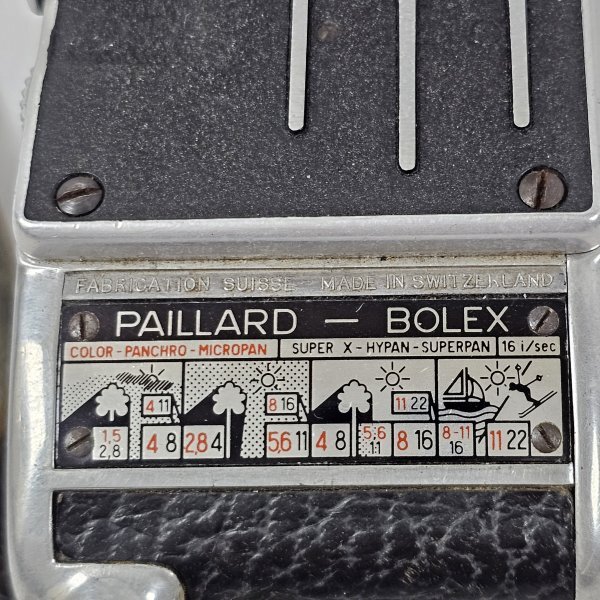 FABRICATION SUISSE MADE IN SWITZERLAND
PAILLARD — BOLEX
COLOR - PANCHRO - MICROPAN SUPER X - HYPAN - SUPERPAN 16 i/sec
4 11 8 16 11 22
1,5 2,8 4 8 2,8 4 5,6 11 4 8 5,6 11 8 16 8-11 16 11 22